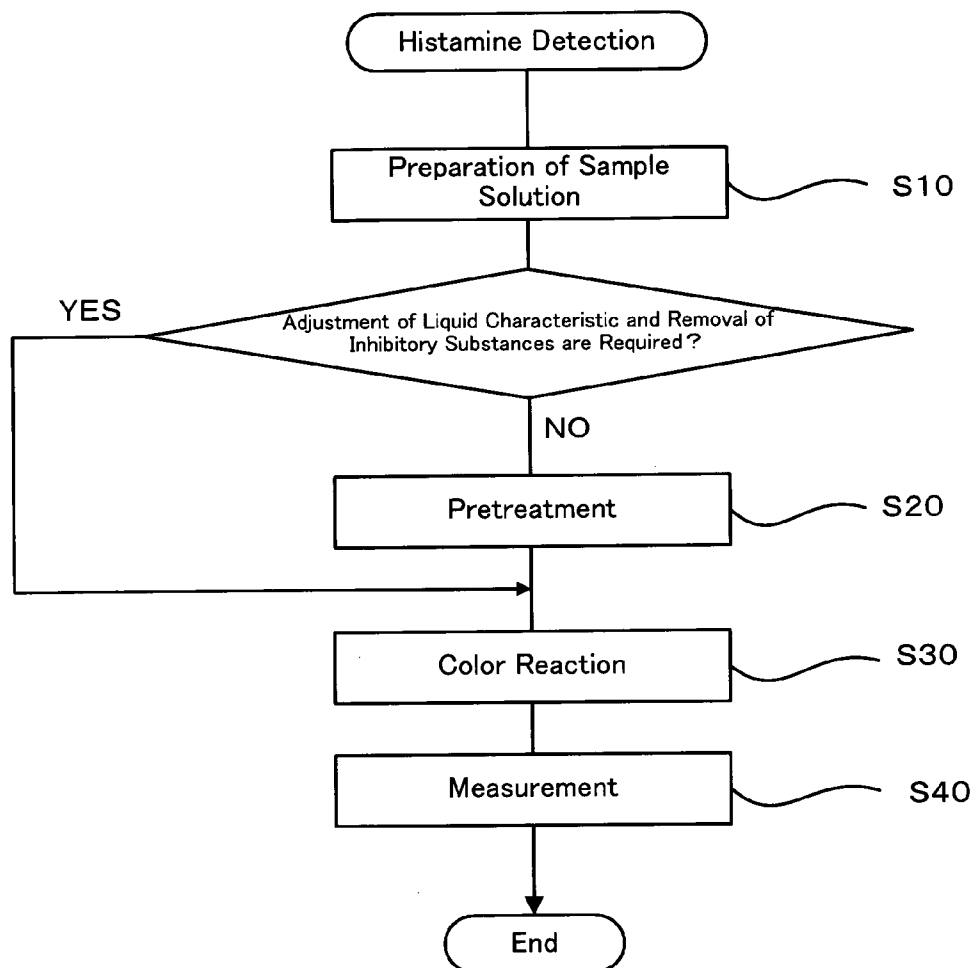 Histamine Detection
Preparation of Sample
Solution
S10
YES
Adjustment of Liquid Characteristic and Removal of
Inhibitory Substances are Required?
NO
Pretreatment
S20
Color Reaction
S30
Measurement
S40
End